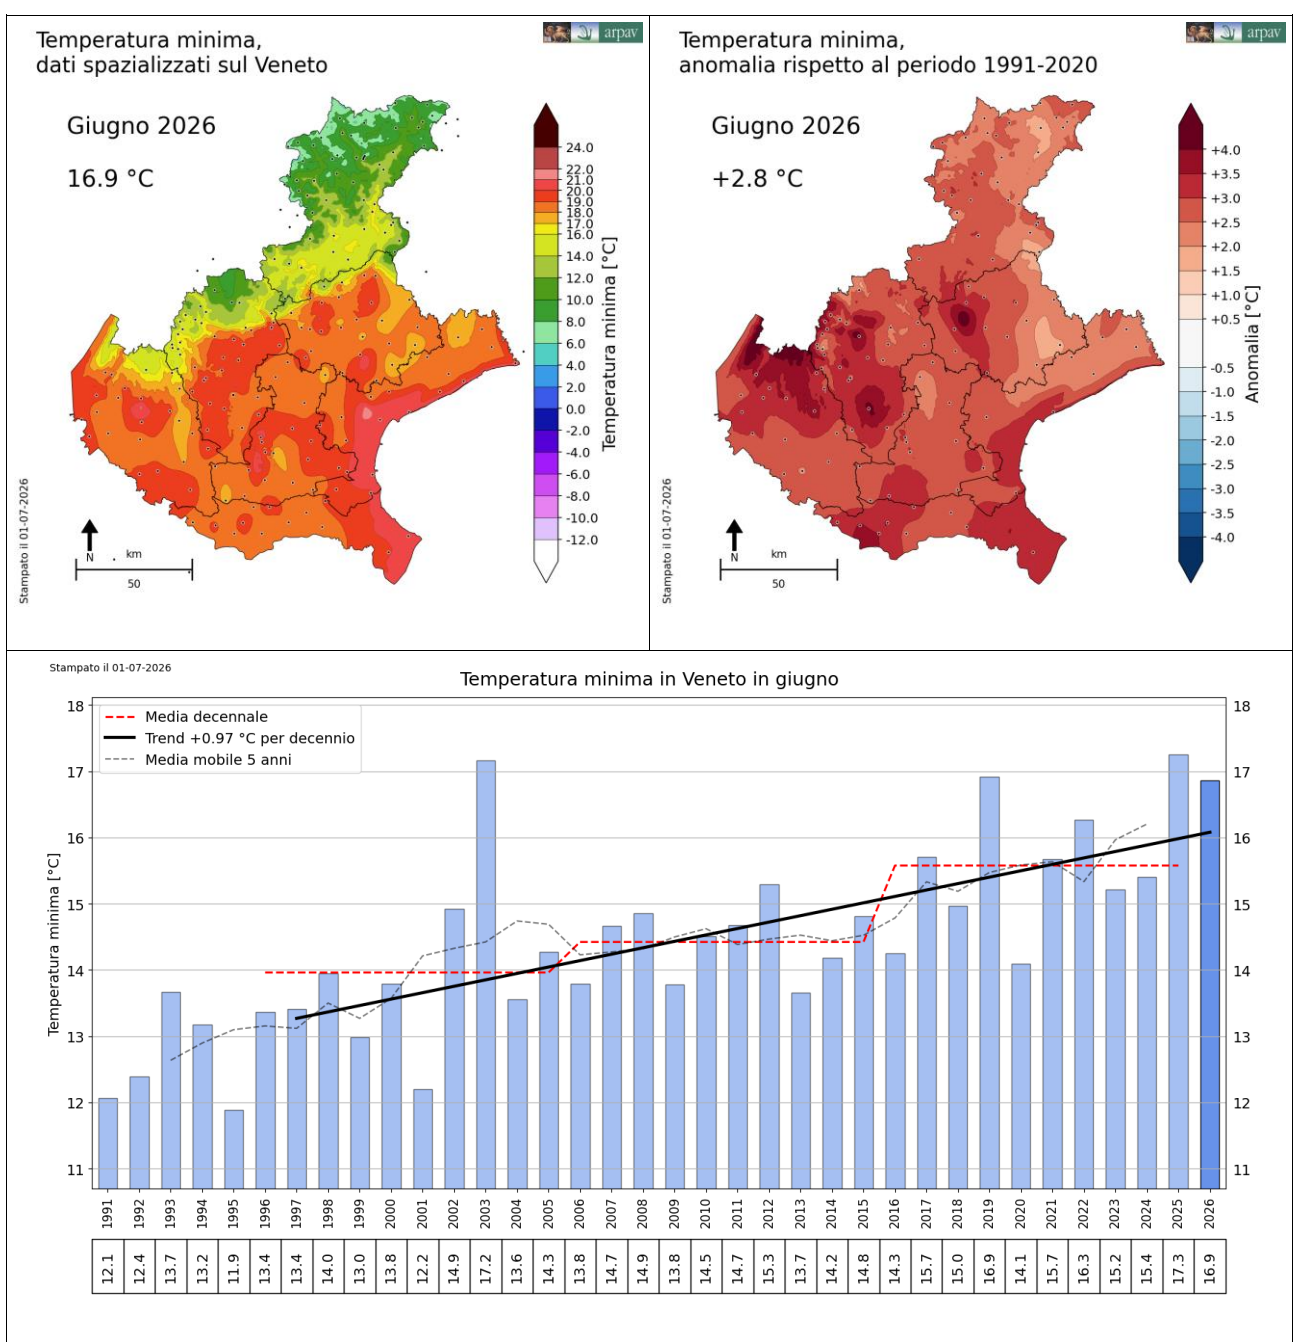 Temperatura minima,
dati spazializzati sul Veneto
arpav
Giugno 2026
16.9 °C
24.0
22.0
21.0
20.0
19.0
18.0
17.0
16.0
14.0
12.0
10.0
8.0
6.0
4.0
2.0
0.0
-2.0
-4.0
-6.0
-8.0
-10.0
-12.0
Temperatura minima [°C]
Stampato il 01-07-2026
N
km
50
Temperatura minima,
anomalia rispetto al periodo 1991-2020
arpav
Giugno 2026
+2.8 °C
+4.0
+3.5
+3.0
+2.5
+2.0
+1.5
+1.0
+0.5
-0.5
-1.0
-1.5
-2.0
-2.5
-3.0
-3.5
-4.0
Anomalia [°C]
Stampato il 01-07-2026
N
km
50
Stampato il 01-07-2026
Temperatura minima in Veneto in giugno
Media decennale
Trend +0.97 °C per decennio
Media mobile 5 anni
Temperatura minima [°C]
18 18
17 17
16 16
15 15
14 14
13 13
12 12
11 11
1991 1992 1993 1994 1995 1996 1997 1998 1999 2000 2001 2002 2003 2004 2005 2006 2007 2008 2009 2010 2011 2012 2013 2014 2015 2016 2017 2018 2019 2020 2021 2022 2023 2024 2025 2026
12.1 12.4 13.7 13.2 11.9 13.4 13.4 14.0 13.0 13.8 12.2 14.9 17.2 13.6 14.3 13.8 14.7 14.9 13.8 14.5 14.7 15.3 13.7 14.2 14.8 14.3 15.7 15.0 16.9 14.1 15.7 16.3 15.2 15.4 17.3 16.9